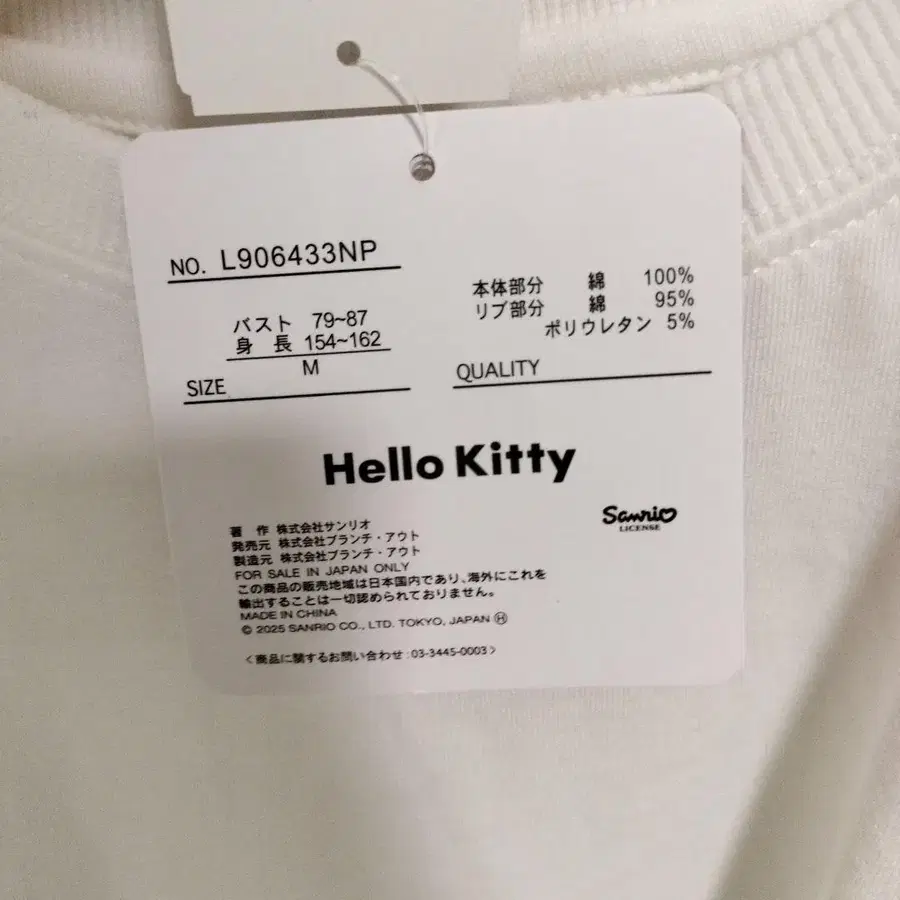 NO. L906433NP
バスト 79~87
身 長 154~162
M
SIZE
本体部分 綿 100%
リブ部分 綿 95%
ポリウレタン 5%
QUALITY
Hello Kitty
Sanrio
LICENSE
著 作 株式会社サンリオ
発売元 株式会社ブランチ・アウト
製造元 株式会社ブランチ・アウト
FOR SALE IN JAPAN ONLY
この商品の販売地域は日本国内であり、海外にこれを
輸出することは一切認められておりません。
MADE IN CHINA
© 2025 SANRIO CO., LTD. TOKYO, JAPAN Ⓗ
〈商品に関するお問い合わせ:03-3445-0003〉